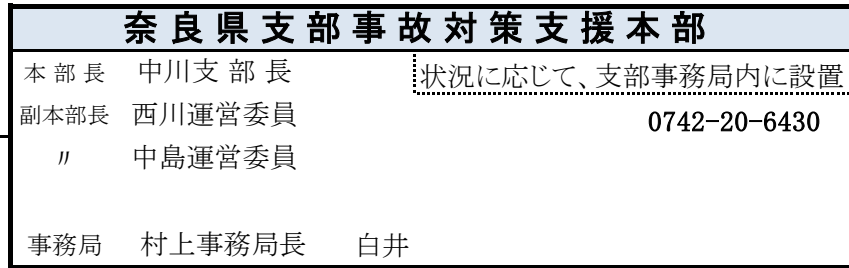 奈良県支部事故対策支援本部
本部長 中川支部長 状況に応じて、支部事務局内に設置
副本部長 西川運営委員 0742-20-6430
〃 中島運営委員
事務局 村上事務局長 白井